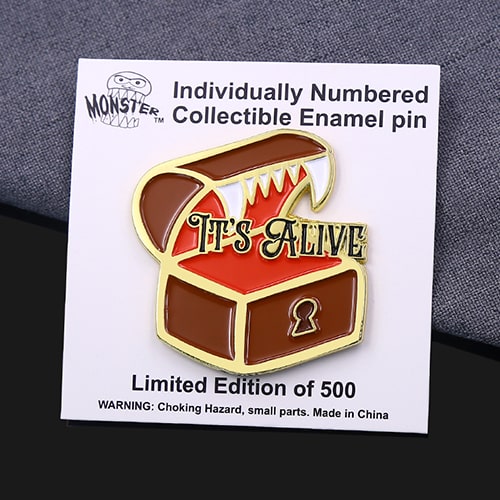 MONSTER TM
Individually Numbered
Collectible Enamel pin
IT'S ALIVE
Limited Edition of 500
WARNING: Choking Hazard, small parts. Made in China